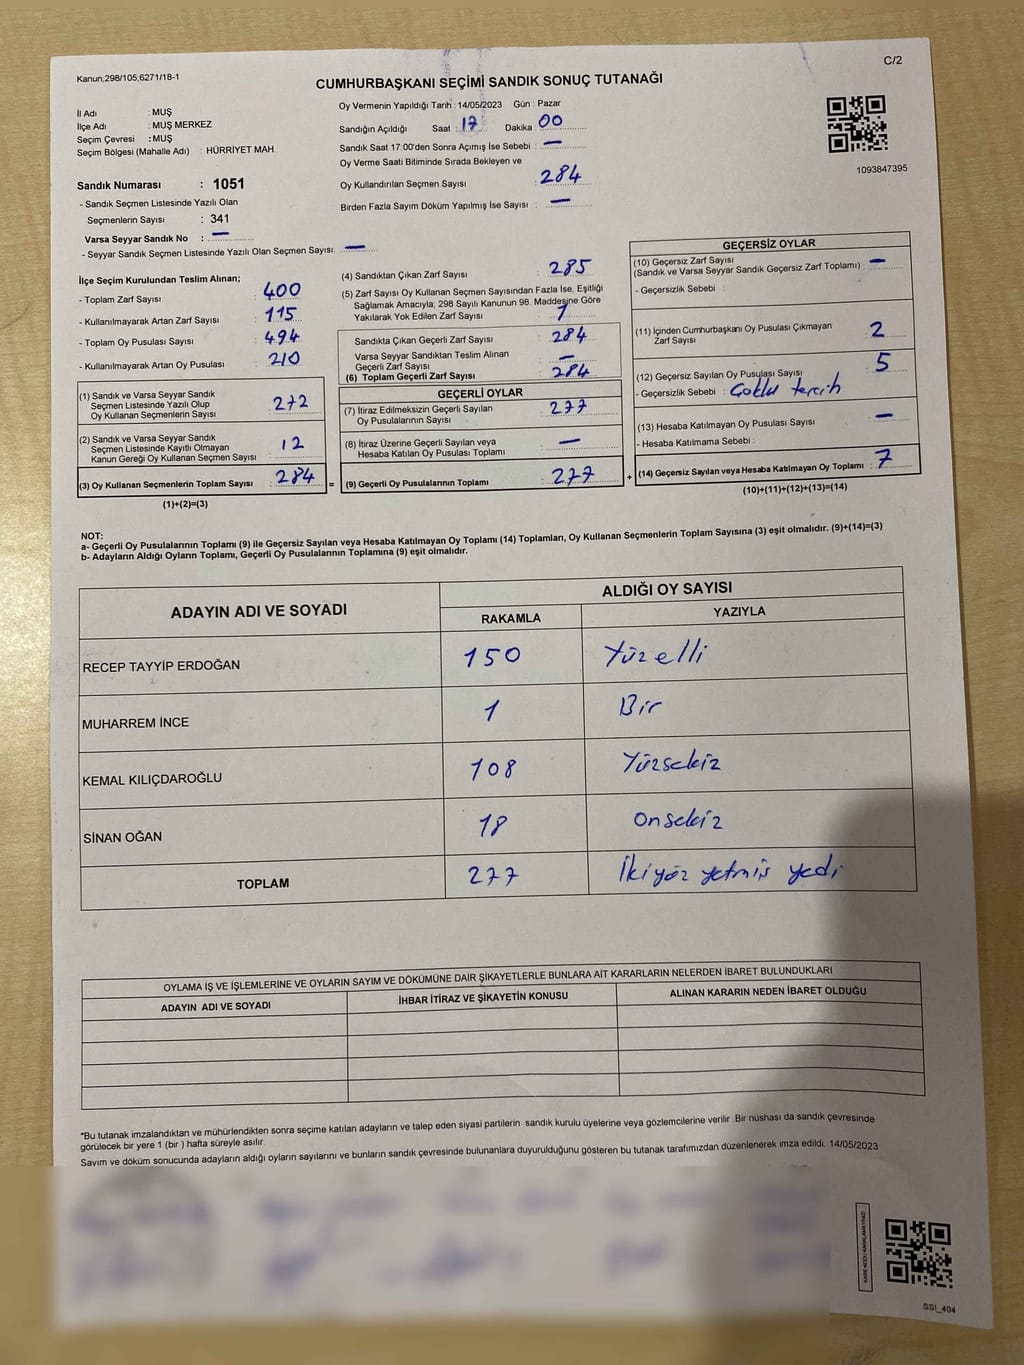 Kanun;298/105;6271/18-1
C/2
CUMHURBAŞKANI SEÇİMİ SANDIK SONUÇ TUTANAĞI
İl Adı : MUŞ
İlçe Adı : MUŞ MERKEZ
Seçim Çevresi : MUŞ
Seçim Bölgesi (Mahalle Adı) : HÜRRİYET MAH.
Sandık Numarası : 1051
- Sandık Seçmen Listesinde Yazılı Olan
Seçmenlerin Sayısı : 341
Varsa Seyyar Sandık No : —
- Seyyar Sandık Seçmen Listesinde Yazılı Olan Seçmen Sayısı: —
Oy Vermenin Yapıldığı Tarih : 14/05/2023 Gün : Pazar
Sandığın Açıldığı Saat : 17 Dakika : 00
Sandık Saat 17:00'den Sonra Açımış İse Sebebi : —
Oy Verme Saati Bitiminde Sırada Bekleyen ve
Oy Kullandırılan Seçmen Sayısı : 284
Birden Fazla Sayım Döküm Yapılmış İse Sayısı : —
1093847395
İlçe Seçim Kurulundan Teslim Alınan;
- Toplam Zarf Sayısı : 400
- Kullanılmayarak Artan Zarf Sayısı : 115
- Toplam Oy Pusulası Sayısı : 494
- Kullanılmayarak Artan Oy Pusulası : 210
(1) Sandık ve Varsa Seyyar Sandık
Seçmen Listesinde Yazılı Olup
Oy Kullanan Seçmenlerin Sayısı : 272
(2) Sandık ve Varsa Seyyar Sandık
Seçmen Listesinde Kayıtlı Olmayan
Kanun Gereği Oy Kullanan Seçmen Sayısı : 12
(3) Oy Kullanan Seçmenlerin Toplam Sayısı : 284 =
(1)+(2)=(3)
(4) Sandıktan Çıkan Zarf Sayısı : 285
(5) Zarf Sayısı Oy Kullanan Seçmen Sayısından Fazla İse, Eşitliği
Sağlamak Amacıyla; 298 Sayılı Kanunun 98. Maddesine Göre
Yakılarak Yok Edilen Zarf Sayısı : 1
Sandıkta Çıkan Geçerli Zarf Sayısı : 284
Varsa Seyyar Sandıktan Teslim Alınan
Geçerli Zarf Sayısı : —
(6) Toplam Geçerli Zarf Sayısı : 284
GEÇERLİ OYLAR
(7) İtiraz Edilmeksizin Geçerli Sayılan
Oy Pusulalarının Sayısı : 277
(8) İtiraz Üzerine Geçerli Sayılan veya
Hesaba Katılan Oy Pusulası Toplamı : —
(9) Geçerli Oy Pusulalarının Toplamı : 277 +
GEÇERSİZ OYLAR
(10) Geçersiz Zarf Sayısı
(Sandık ve Varsa Seyyar Sandık Geçersiz Zarf Toplamı) : —
- Geçersizlik Sebebi :
(11) İçinden Cumhurbaşkanı Oy Pusulası Çıkmayan
Zarf Sayısı : 2
(12) Geçersiz Sayılan Oy Pusulası Sayısı : 5
- Geçersizlik Sebebi : Çoklu tercih
(13) Hesaba Katılmayan Oy Pusulası Sayısı : —
- Hesaba Katılmama Sebebi :
(14) Geçersiz Sayılan veya Hesaba Katılmayan Oy Toplamı : 7
(10)+(11)+(12)+(13)=(14)
NOT:
a- Geçerli Oy Pusulalarının Toplamı (9) ile Geçersiz Sayılan veya Hesaba Katılmayan Oy Toplamı (14) Toplamları, Oy Kullanan Seçmenlerin Toplam Sayısına (3) eşit olmalıdır. (9)+(14)=(3)
b- Adayların Aldığı Oyların Toplamı, Geçerli Oy Pusulalarının Toplamına (9) eşit olmalıdır.
ADAYIN ADI VE SOYADI ALDIĞI OY SAYISI
RAKAMLA YAZIYLA
RECEP TAYYİP ERDOĞAN 150 Yüzelli
MUHARREM İNCE 1 Bir
KEMAL KILIÇDAROĞLU 108 Yüzsekiz
SİNAN OĞAN 18 onsekiz
TOPLAM 277 İkiyüz yetmiş yedi
OYLAMA İŞ VE İŞLEMLERİNE VE OYLARIN SAYIM VE DÖKÜMÜNE DAİR ŞİKAYETLERLE BUNLARA AİT KARARLARIN NELERDEN İBARET BULUNDUKLARI
ADAYIN ADI VE SOYADI İHBAR İTİRAZ VE ŞİKAYETİN KONUSU ALINAN KARARIN NEDEN İBARET OLDUĞU
*Bu tutanak imzalandıktan ve mühürlendikten sonra seçime katılan adayların ve talep eden siyasi partilerin sandık kurulu üyelerine veya gözlemcilerine verilir. Bir nüshası da sandık çevresinde
görülecek bir yere 1 (bir ) hafta süreyle asılır.
Sayım ve döküm sonucunda adayların aldığı oyların sayılarını ve bunların sandık çevresinde bulunanlara duyurulduğunu gösteren bu tutanak tarafımızdan düzenlenerek imza edildi. 14/05/2023
SSI_404